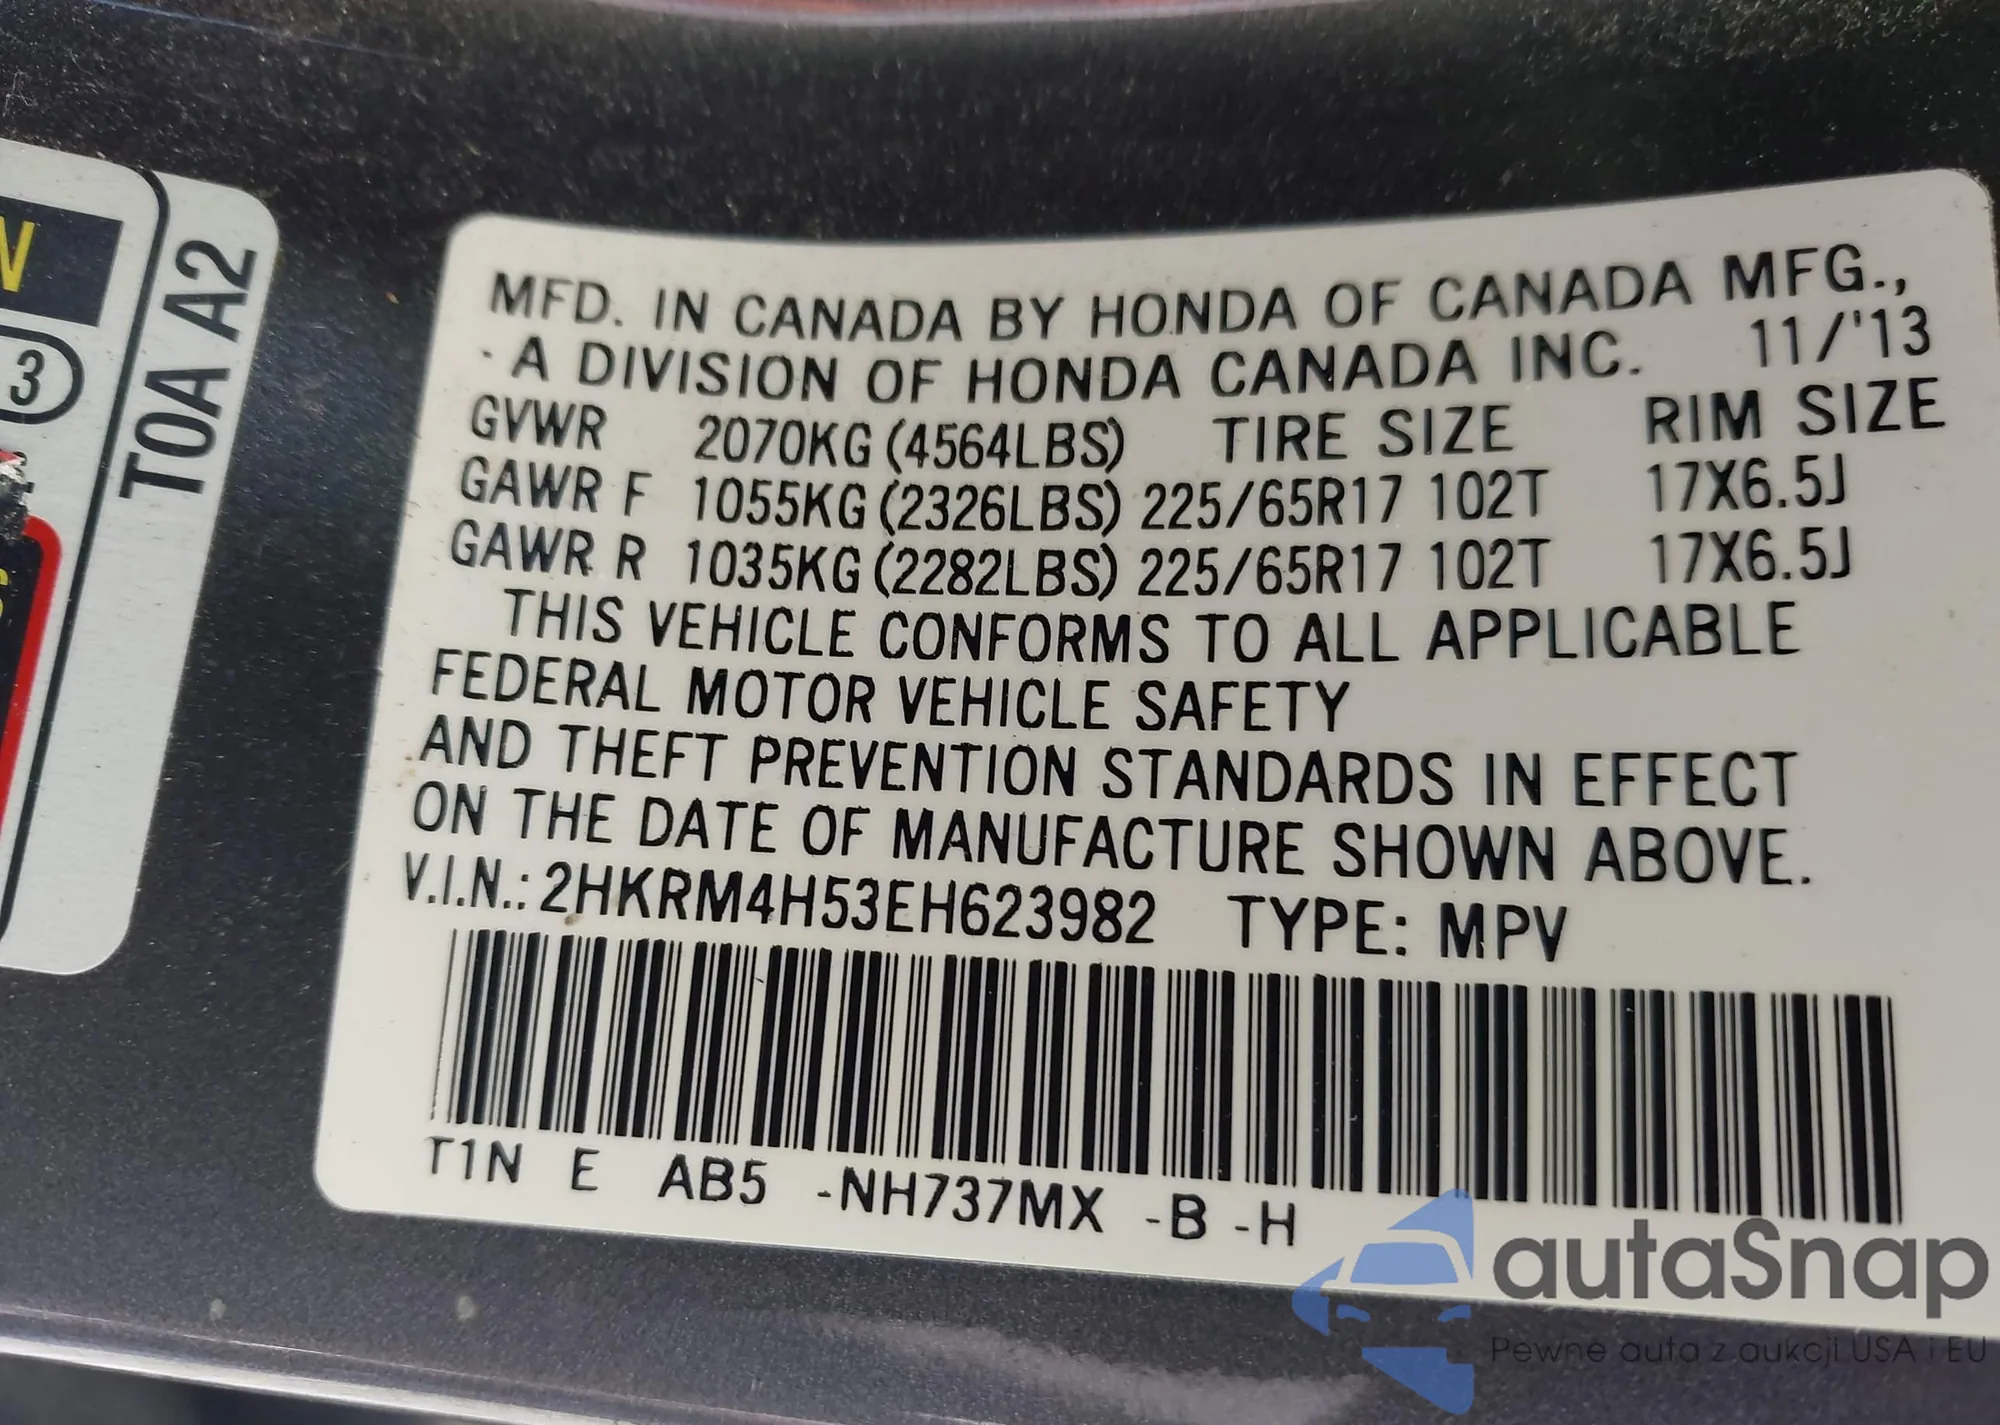 N
3
T0A A2
MFD. IN CANADA BY HONDA OF CANADA MFG.,
A DIVISION OF HONDA CANADA INC. 11/'13
GVWR 2070KG (4564LBS) TIRE SIZE RIM SIZE
GAWR F 1055KG (2326LBS) 225/65R17 102T 17X6.5J
GAWR R 1035KG (2282LBS) 225/65R17 102T 17X6.5J
THIS VEHICLE CONFORMS TO ALL APPLICABLE
FEDERAL MOTOR VEHICLE SAFETY
AND THEFT PREVENTION STANDARDS IN EFFECT
ON THE DATE OF MANUFACTURE SHOWN ABOVE.
V.I.N.: 2HKRM4H53EH623982 TYPE: MPV
T1N E AB5 -NH737MX -B -H
autaSnap
Pewne auta z aukcji USA i EU